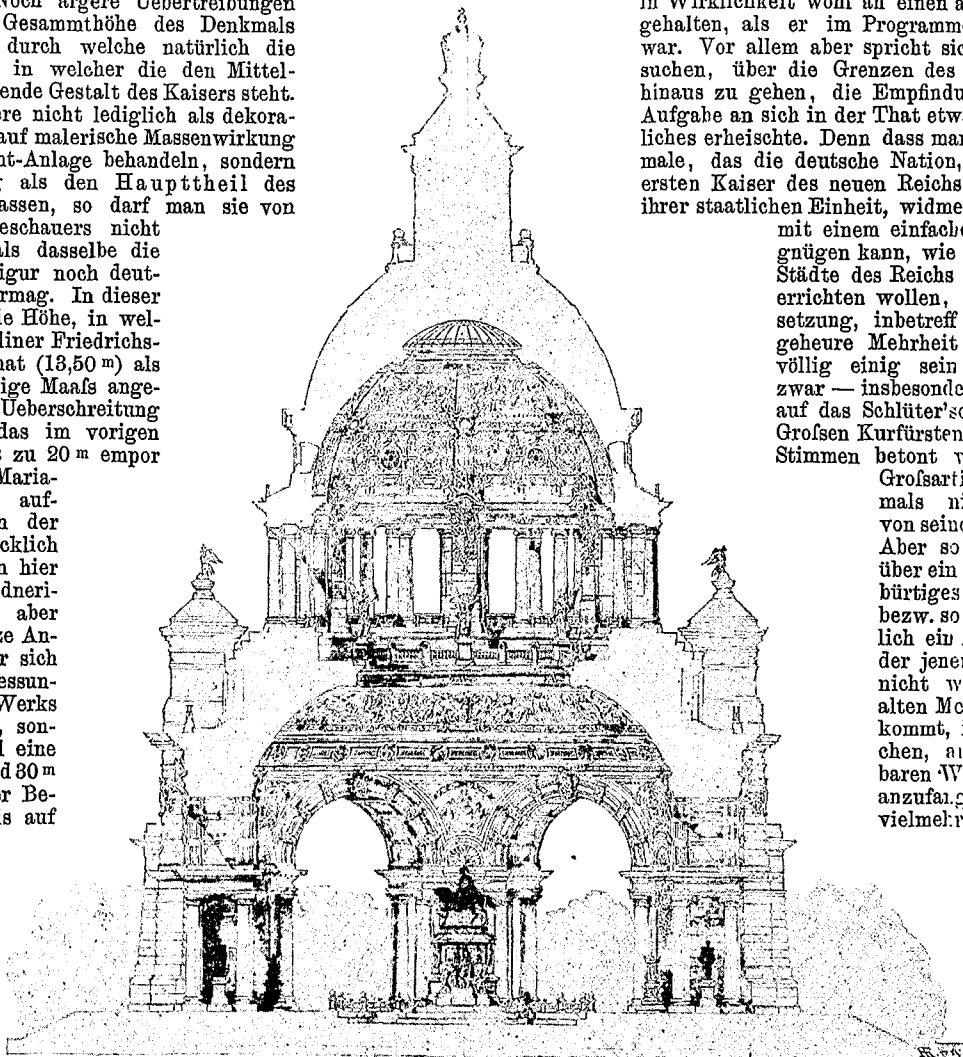 Noch ärgere Uebertreibungen
Gesammthöhe des Denkmals
durch welche natürlich die
in welcher die den Mittel-
ende Gestalt des Kaisers steht.
re nicht lediglich als dekora-
auf malerische Massenwirkung
nt-Anlage behandeln, sondern
als den Haupttheil des
assen, so darf man sie von
eschauers nicht
als dasselbe die
igur noch deut-
rmag. In dieser
ie Höhe, in wel-
liner Friedrichs-
hat (13,50 m) als
ige Maaſs ange-
Ueberschreitung
das im vorigen
s zu 20 m empor
Maria-
auf-
n der
cklich
n hier
dneri-
aber
ze An-
r sich
essun-
Werks
, son-
l eine
d 30 m
r Be-
is auf
in Wirklichkeit wohl an einen a
gehalten, als er im Programm
war. Vor allem aber spricht sic
suchen, über die Grenzen des
hinaus zu gehen, die Empfindu
Aufgabe an sich in der That etw
liches erheischte. Denn dass man
male, das die deutsche Nation,
ersten Kaiser des neuen Reichs
ihrer staatlichen Einheit, widme
mit einem einfache
gnügen kann, wie
Städte des Reichs
errichten wollen,
setzung, inbetreff
geheure Mehrheit
völlig einig sein
zwar — insbesonde
auf das Schlüter'sc
Groſsen Kurfürsten
Stimmen betont w
Groſsarti
mals ni
von seine
Aber so
über ein
bürtiges
bezw. so
lich ein
der jener
nicht w
alten Mo
kommt,
chen, au
baren W
anzufang
vielmehr